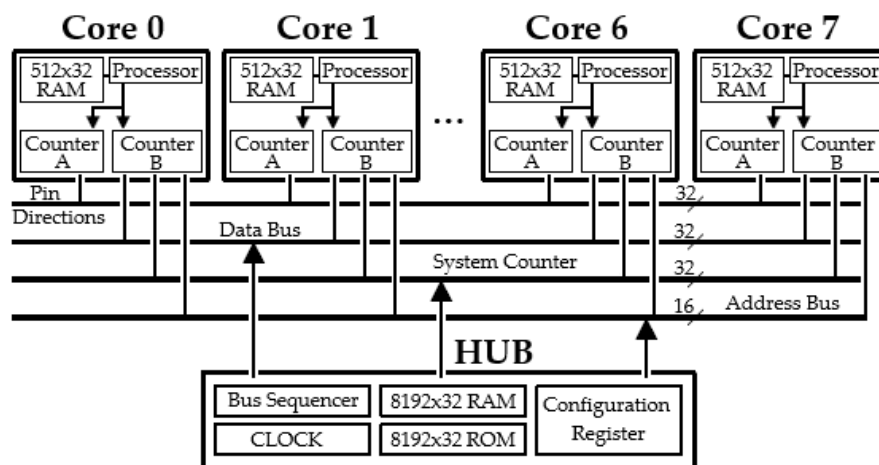 Core 0 Core 1 Core 6 Core 7
512x32 RAM Processor 512x32 RAM Processor 512x32 RAM Processor 512x32 RAM Processor
...
Counter A Counter B Counter A Counter B Counter A Counter B Counter A Counter B
Pin 32
Directions
Data Bus 32
System Counter 32
16 Address Bus
HUB
Bus Sequencer 8192x32 RAM Configuration Register
CLOCK 8192x32 ROM